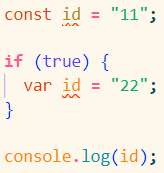 const id = "11";
if (true) {
var id = "22";
}
console.log(id);